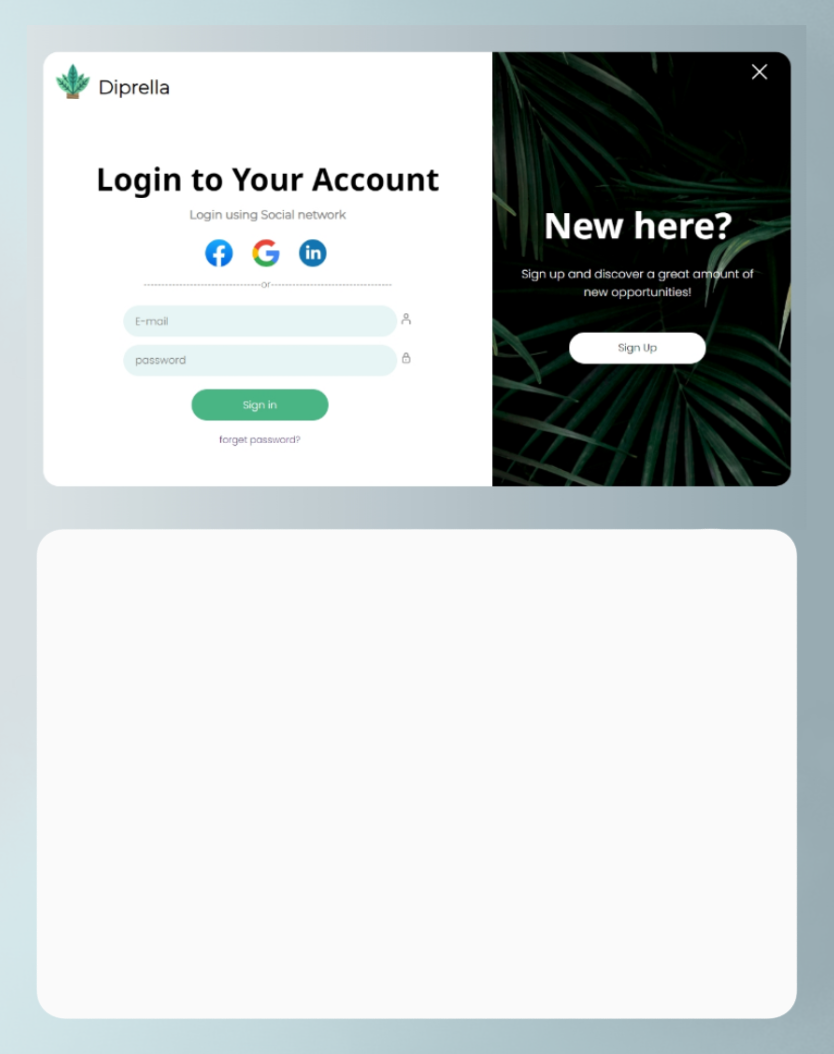 Diprella
Login to Your Account
Login using Social network
in
or
E-mail
password
Sign in
forget password?
New here?
Sign up and discover a great amount of
new opportunities!
Sign Up